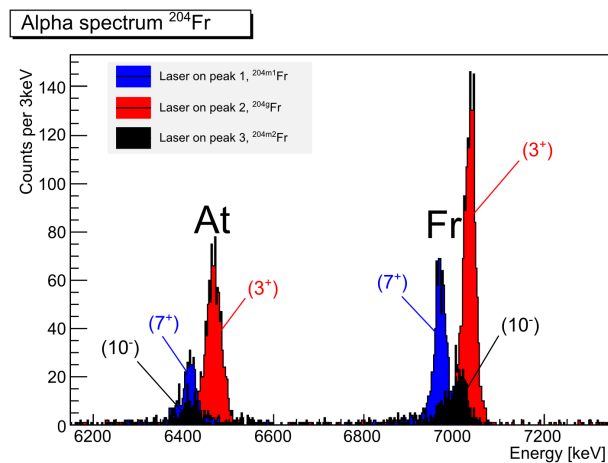 Alpha spectrum ²⁰⁴Fr
Counts per 3keV
140
120
100
80
60
40
20
0
Laser on peak 1, ²⁰⁴ᵐ¹Fr
Laser on peak 2, ²⁰⁴ᵍFr
Laser on peak 3, ²⁰⁴ᵐ²Fr
At
Fr
(3⁺)
(7⁺)
(10⁻)
(3⁺)
(7⁺)
(10⁻)
6200
6400
6600
6800
7000
7200
Energy [keV]